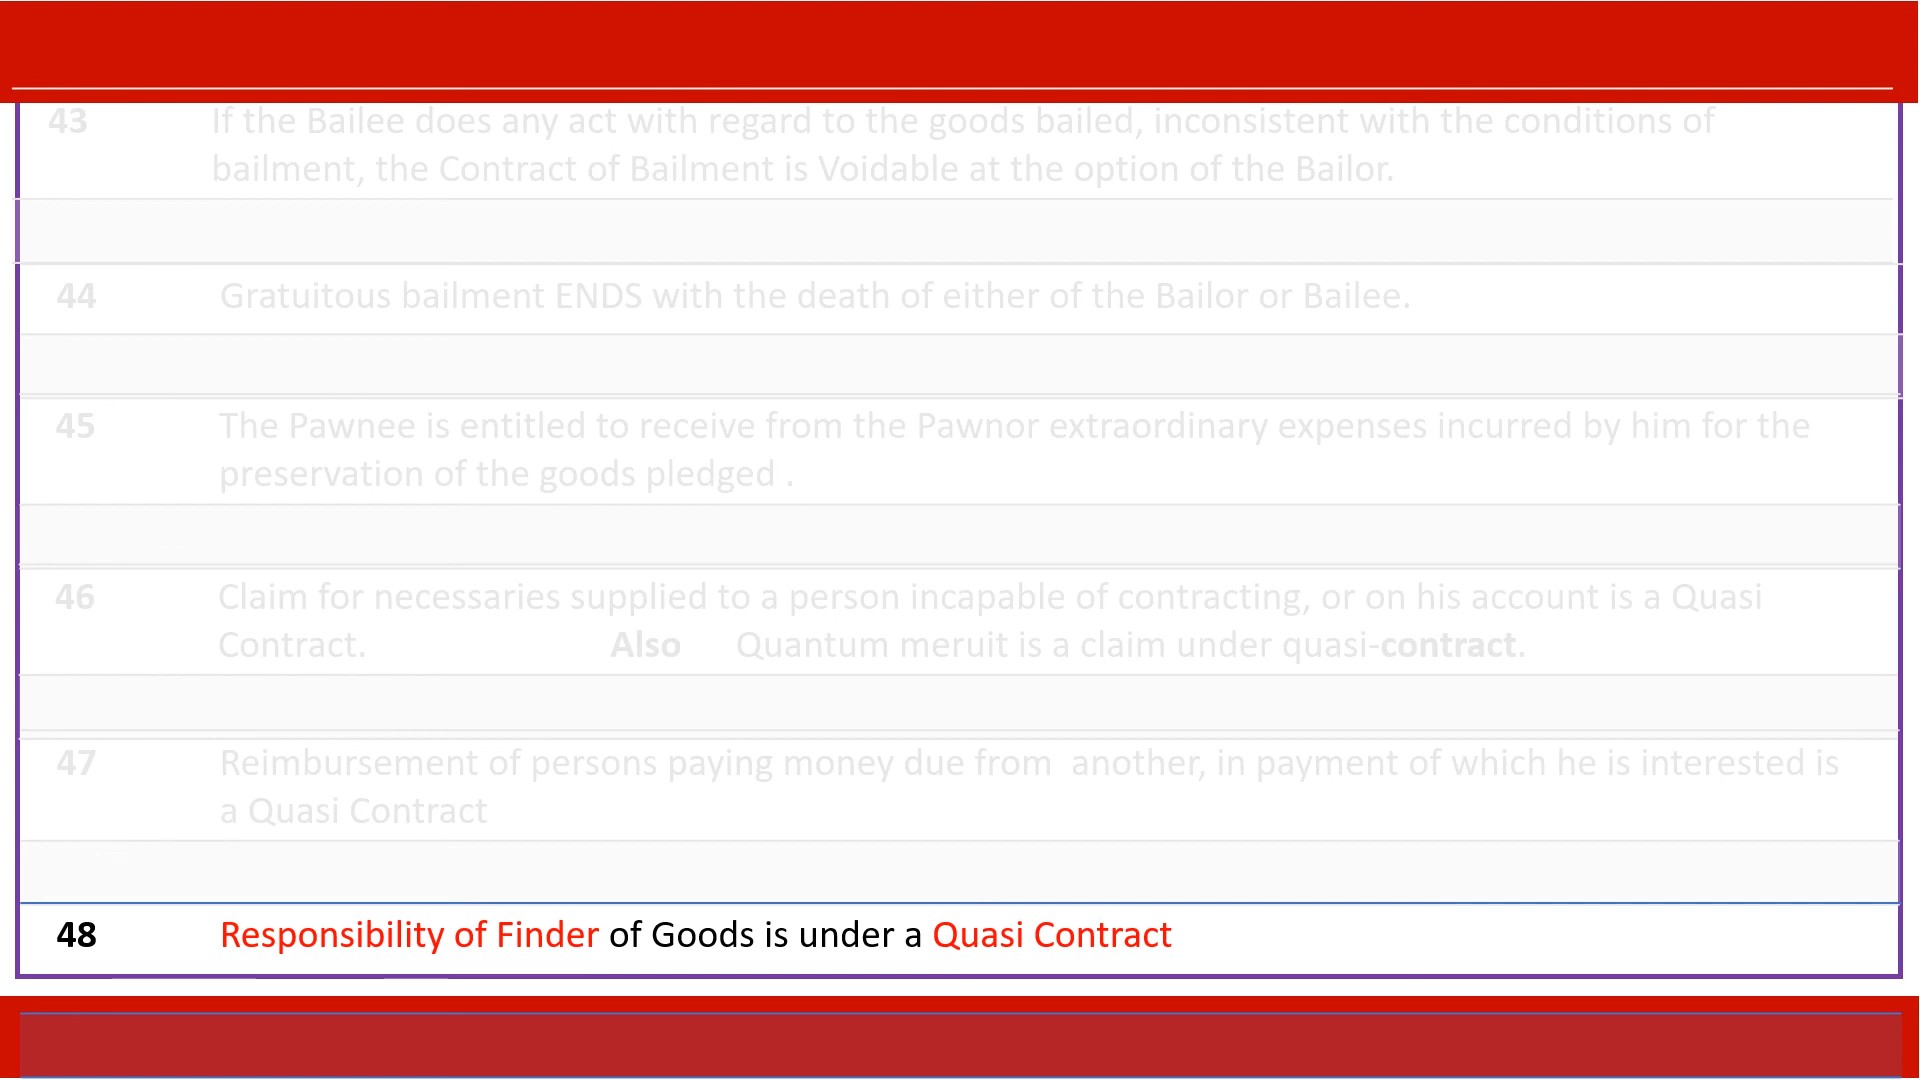 43 If the Bailee does any act with regard to the goods bailed, inconsistent with the conditions of
bailment, the Contract of Bailment is Voidable at the option of the Bailor.
44 Gratuitous bailment ENDS with the death of either of the Bailor or Bailee.
45 The Pawnee is entitled to receive from the Pawnor extraordinary expenses incurred by him for the
preservation of the goods pledged .
46 Claim for necessaries supplied to a person incapable of contracting, or on his account is a Quasi
Contract. Also Quantum meruit is a claim under quasi-contract.
47 Reimbursement of persons paying money due from another, in payment of which he is interested is
a Quasi Contract
48 Responsibility of Finder of Goods is under a Quasi Contract